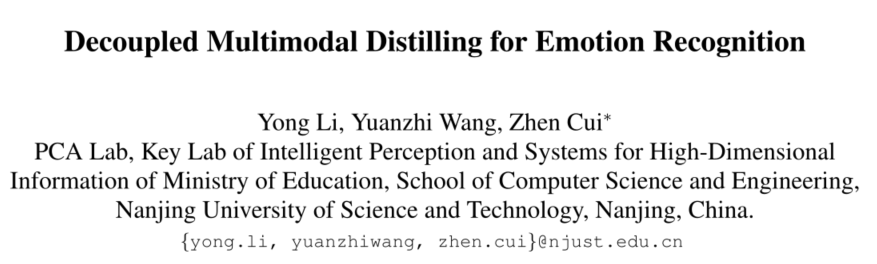 Decoupled Multimodal Distilling for Emotion Recognition
Yong Li, Yuanzhi Wang, Zhen Cui*
PCA Lab, Key Lab of Intelligent Perception and Systems for High-Dimensional
Information of Ministry of Education, School of Computer Science and Engineering,
Nanjing University of Science and Technology, Nanjing, China.
{yong.li, yuanzhiwang, zhen.cui}@njust.edu.cn